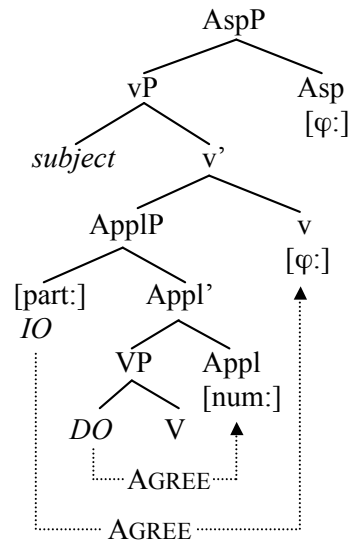 AspP
vP Asp
[φ:]
subject v’
ApplP v
[φ:]
[part:] Appl’
IO
VP Appl
[num:]
DO V
AGREE
AGREE